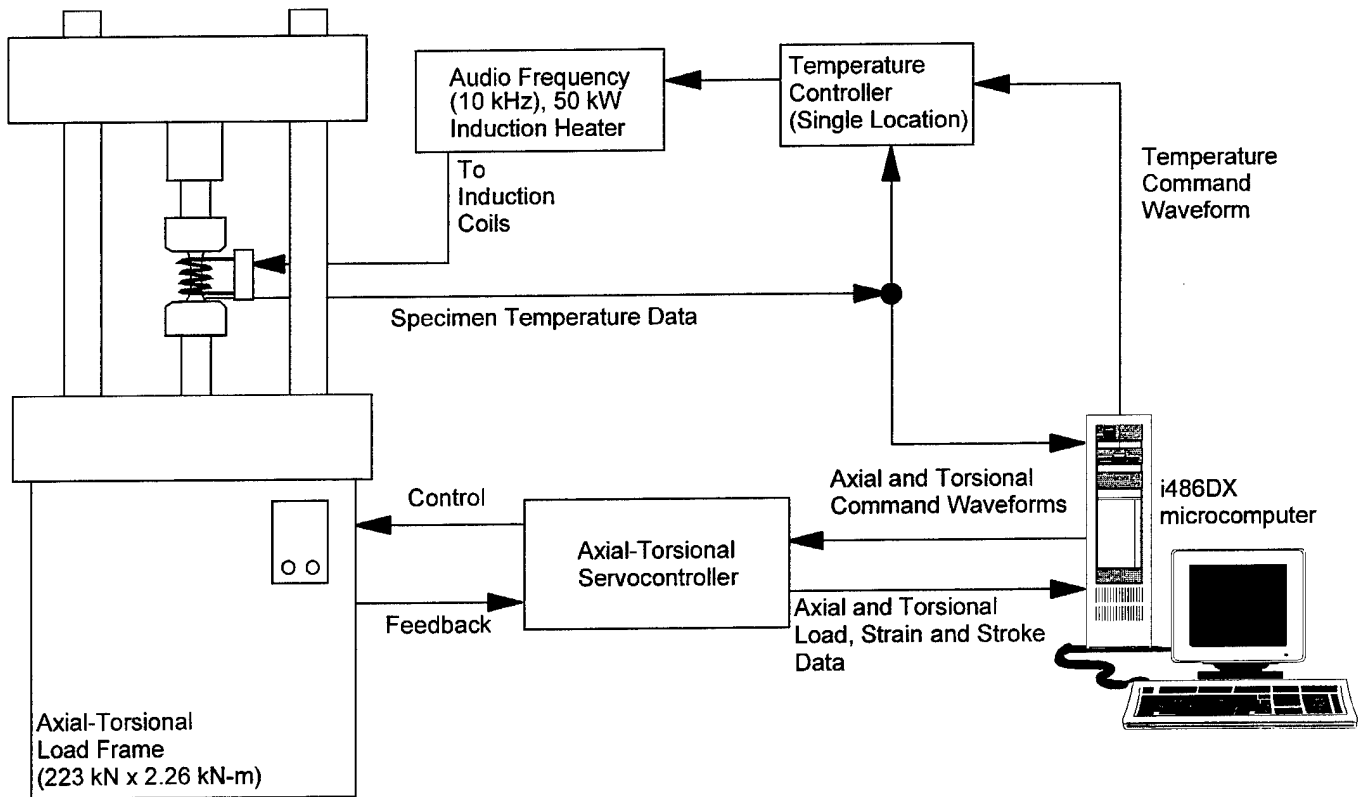 Audio Frequency
(10 kHz), 50 kW
Induction Heater
Temperature
Controller
(Single Location)
To
Induction
Coils
Temperature
Command
Waveform
Specimen Temperature Data
Axial and Torsional
Command Waveforms
i486DX
microcomputer
Control
Axial-Torsional
Servocontroller
Feedback
Axial and Torsional
Load, Strain and Stroke
Data
Axial-Torsional
Load Frame
(223 kN x 2.26 kN-m)